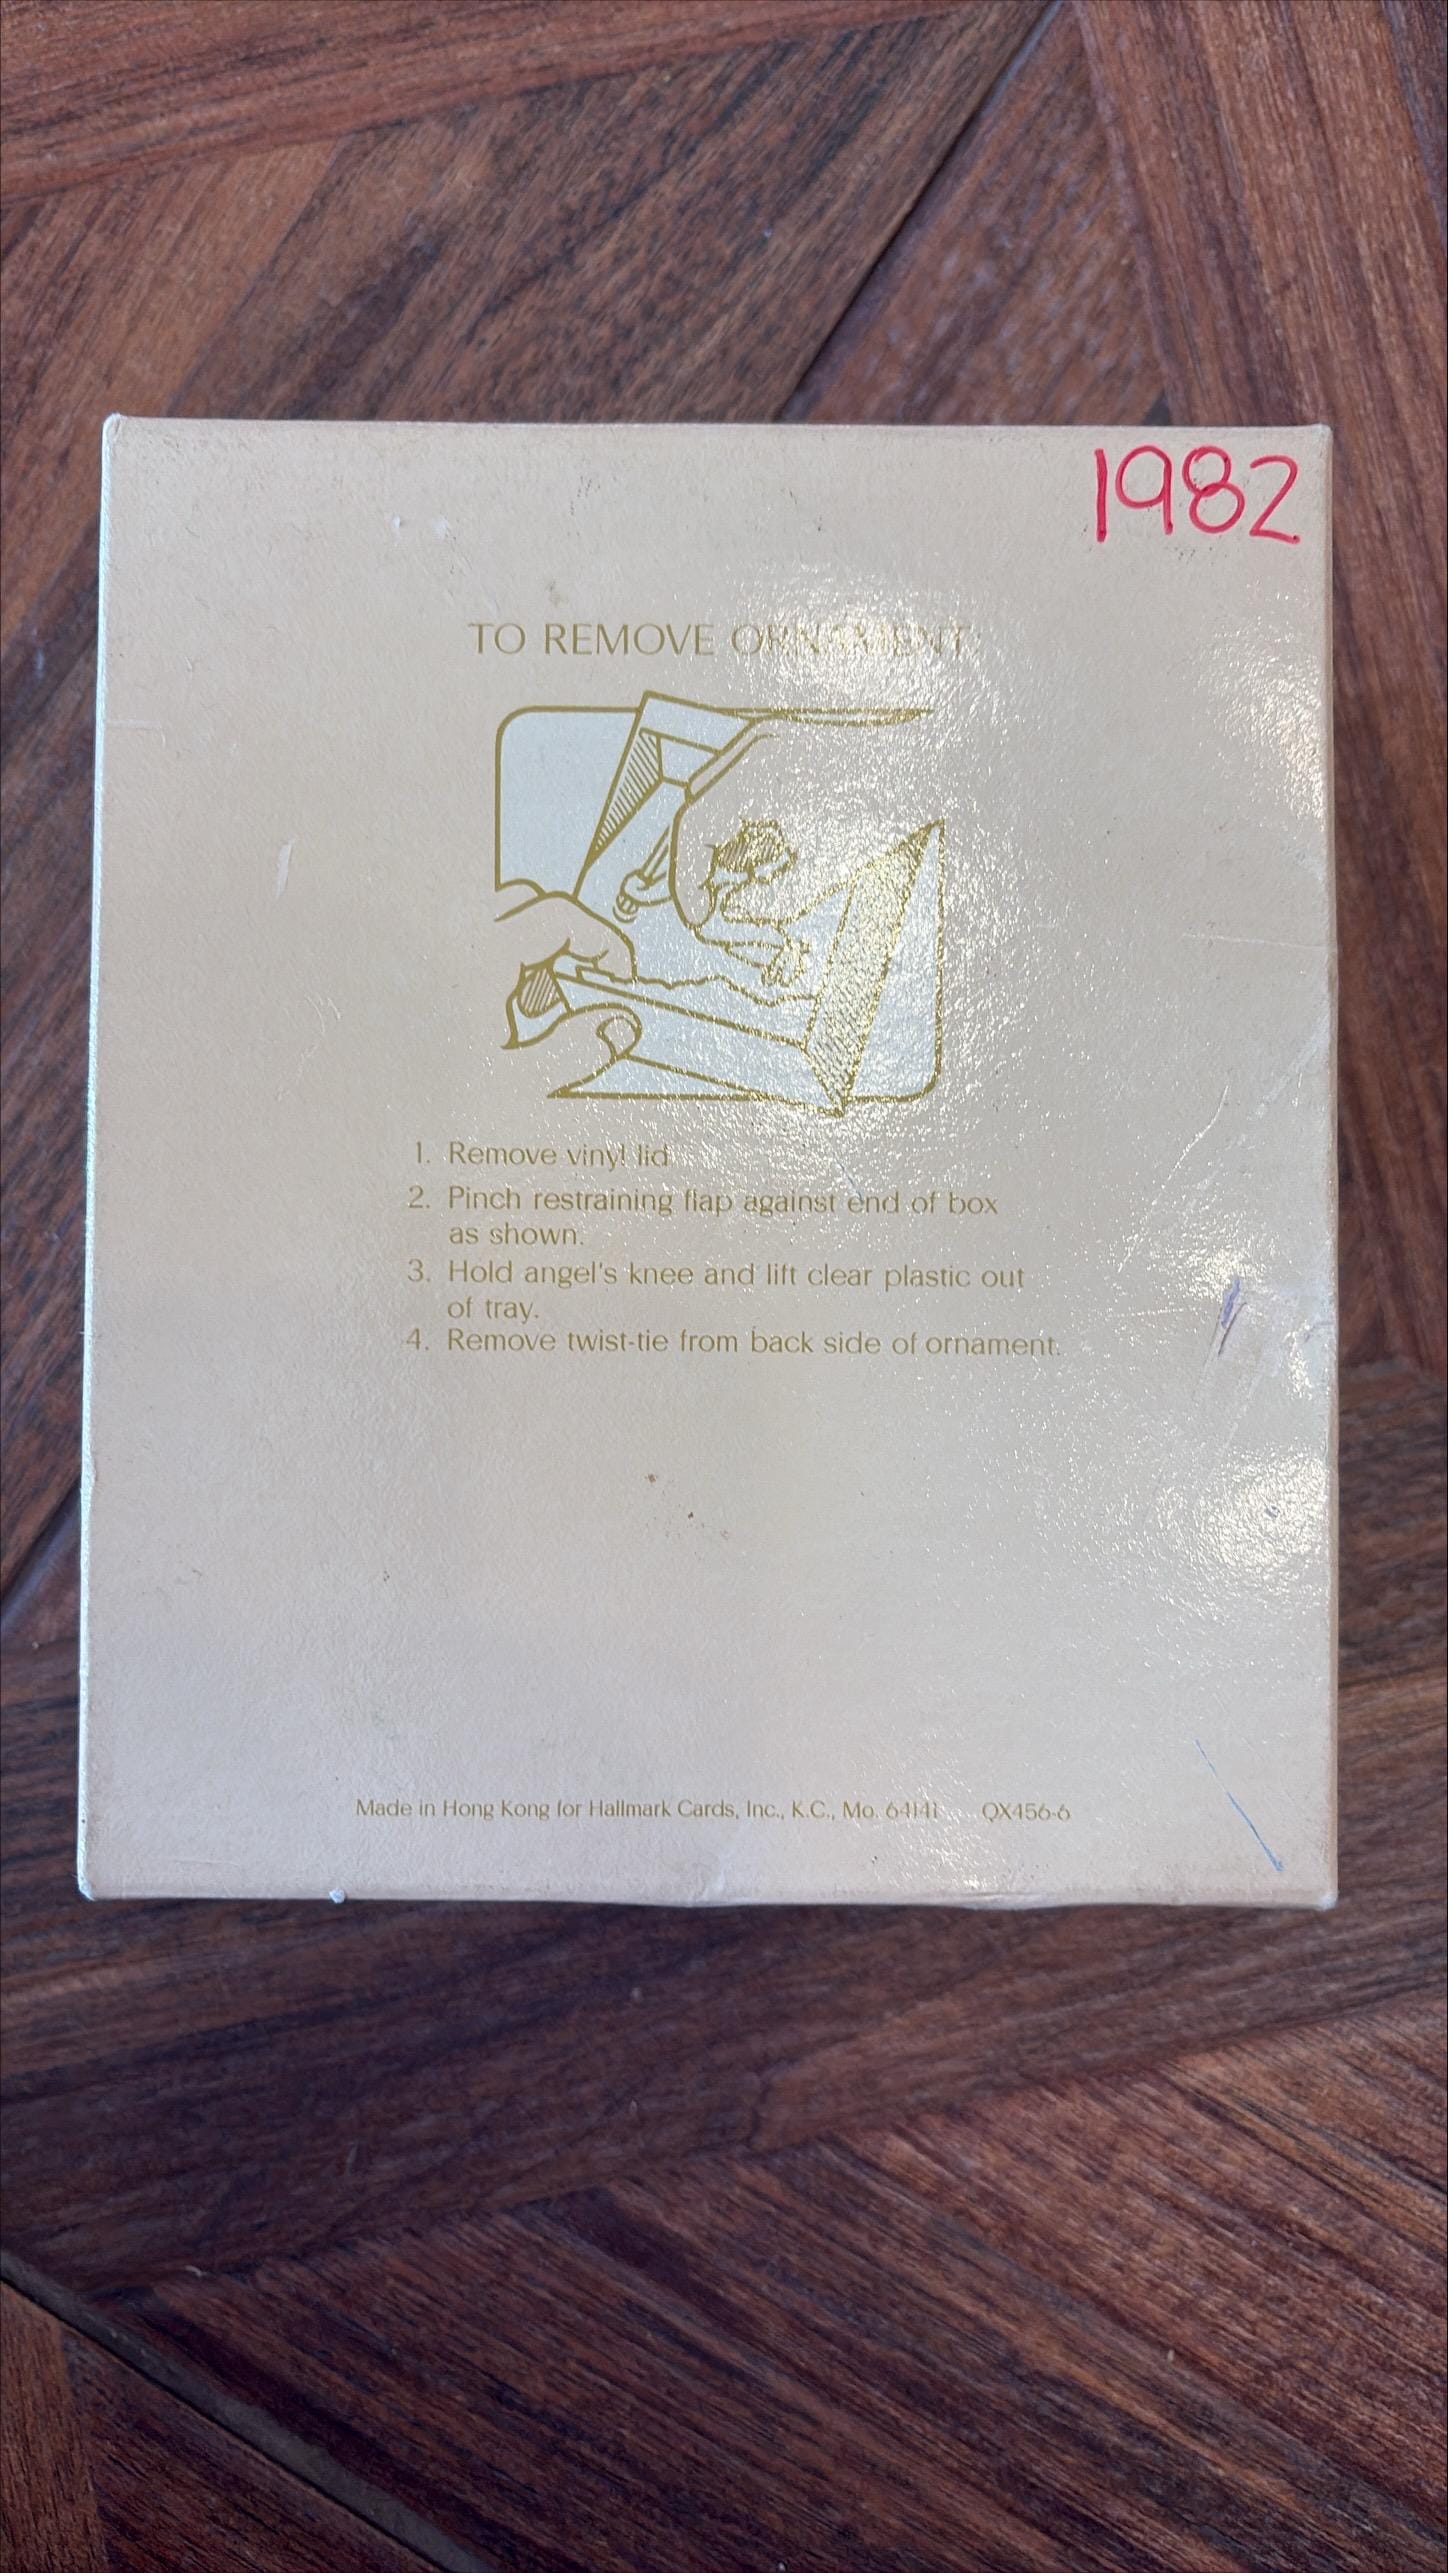 1982
TO REMOVE ORNAMENT:
1. Remove vinyl lid
2. Pinch restraining flap against end of box
as shown.
3. Hold angel's knee and lift clear plastic out
of tray.
4. Remove twist-tie from back side of ornament.
Made in Hong Kong for Hallmark Cards, Inc., K.C., Mo. 64141 QX456-6